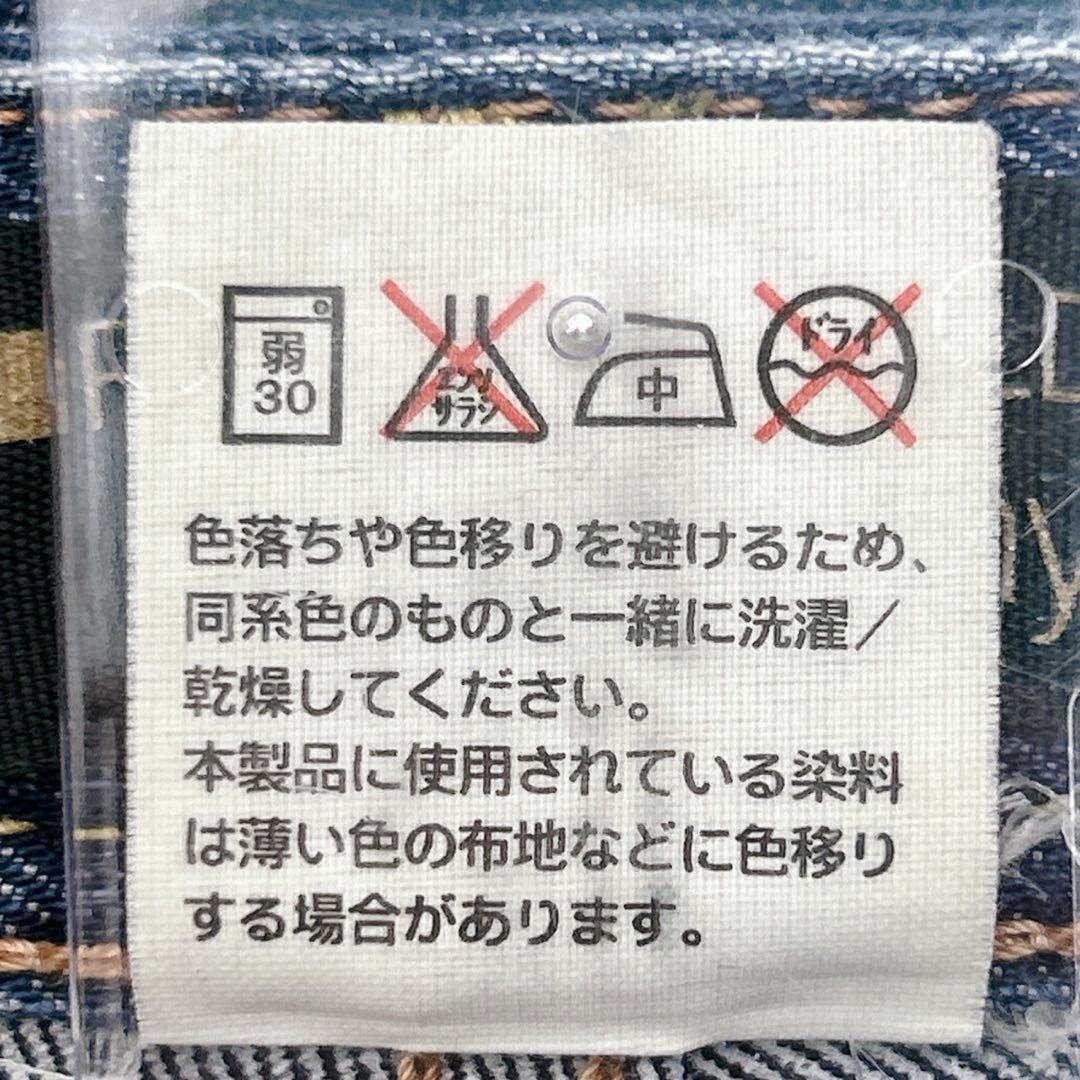 弱
30
エンソ
サラシ
中
ドライ
色落ちや色移りを避けるため、
同系色のものと一緒に洗濯／
乾燥してください。
本製品に使用されている染料
は薄い色の布地などに色移り
する場合があります。